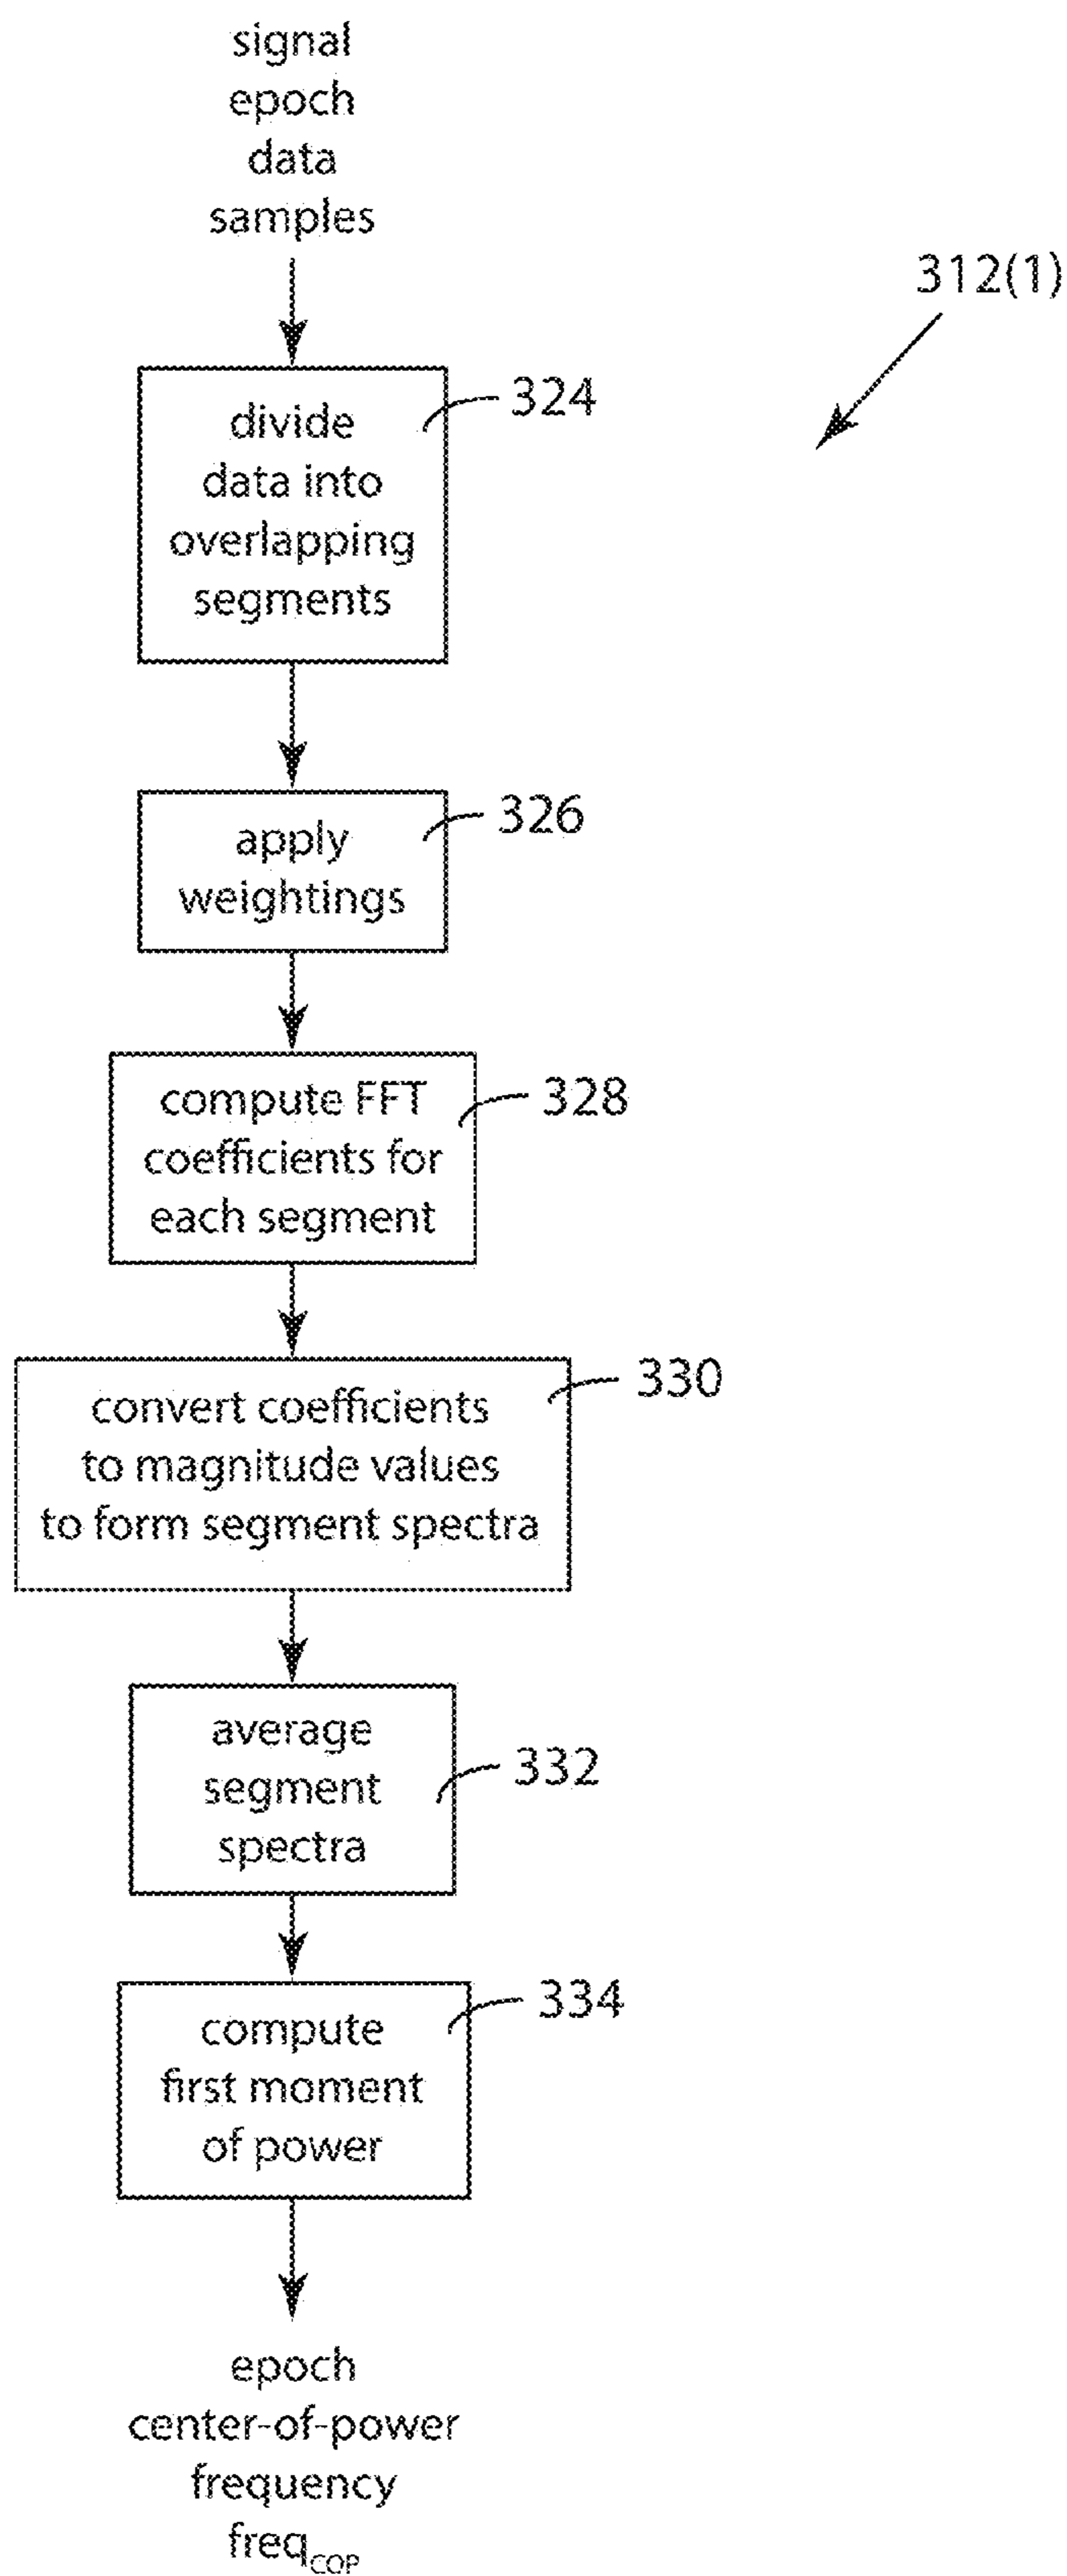 signal
epoch
data
samples
312(1)
divide
data into
overlapping
segments
324
apply
weightings
326
compute FFT
coefficients for
each segment
328
convert coefficients
to magnitude values
to form segment spectra
330
average
segment
spectra
332
compute
first moment
of power
334
epoch
center-of-power
frequency
freq_COP